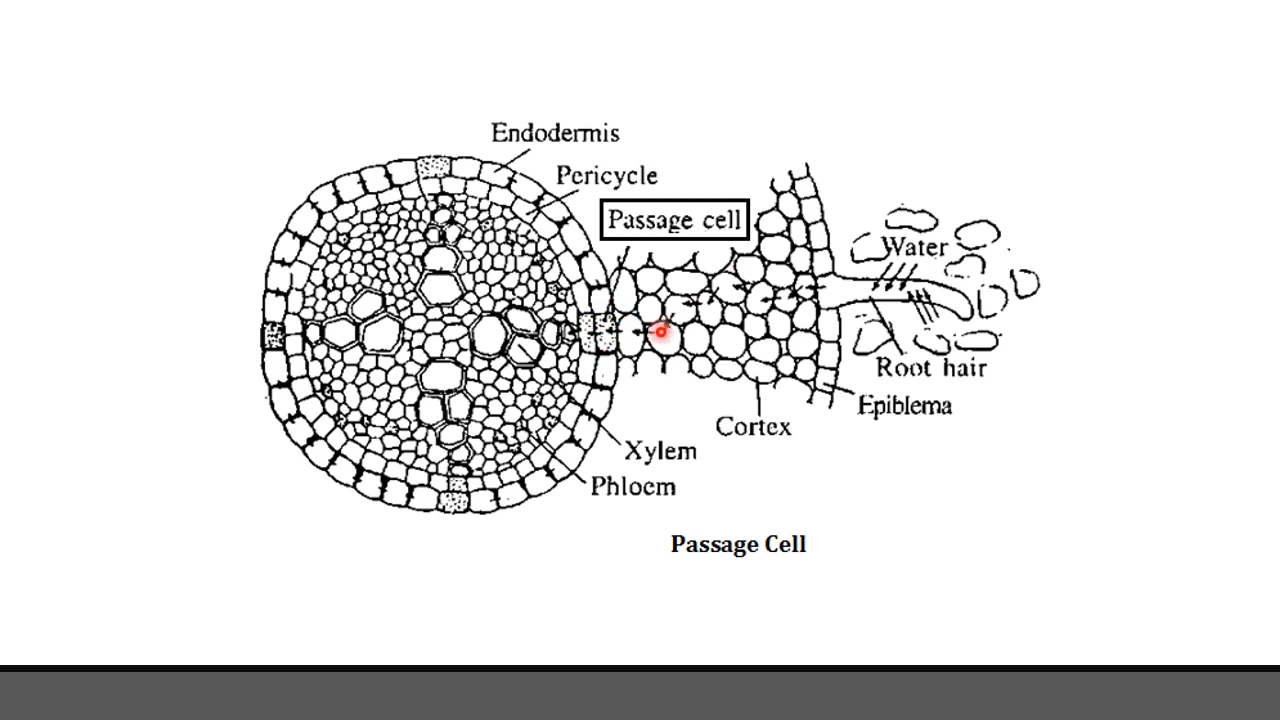 Endodermis
Pericycle
Passage cell
Water
Root hair
Epiblema
Cortex
Xylem
Phloem
Passage Cell